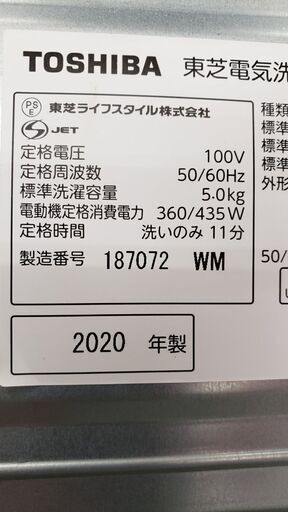 TOSHIBA 東芝電気洗
PSE 東芝ライフスタイル株式会社
S JET
定格電圧 100V
定格周波数 50/60Hz
標準洗濯容量 5.0kg
電動機定格消費電力 360/435W
定格時間 洗いのみ 11分
製造番号 187072 WM
2020 年製
種類
標準
標準
標準
外形
50/